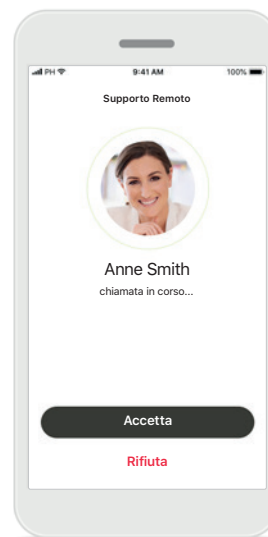 PH 9:41 AM 100%
Supporto Remoto
Anne Smith
chiamata in corso...
Accetta
Rifiuta